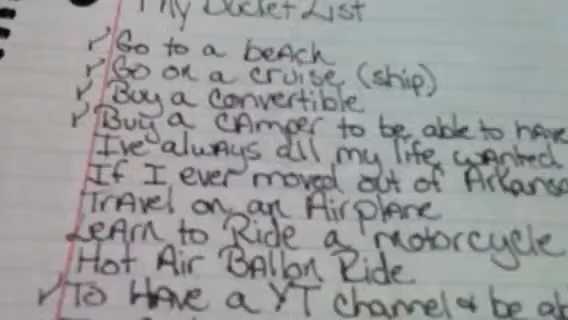 My Bucket List
✓ Go to a beach
✓ Go on a cruise (ship)
✓ Buy a convertible
✓ Buy a camper to be able to have
I've always all my life wanted
If I ever moved out of Arkansa
Travel on an Airplane
Learn to Ride a motorcycle
Hot Air Ballon Ride
✓ To Have a YT channel & be ab